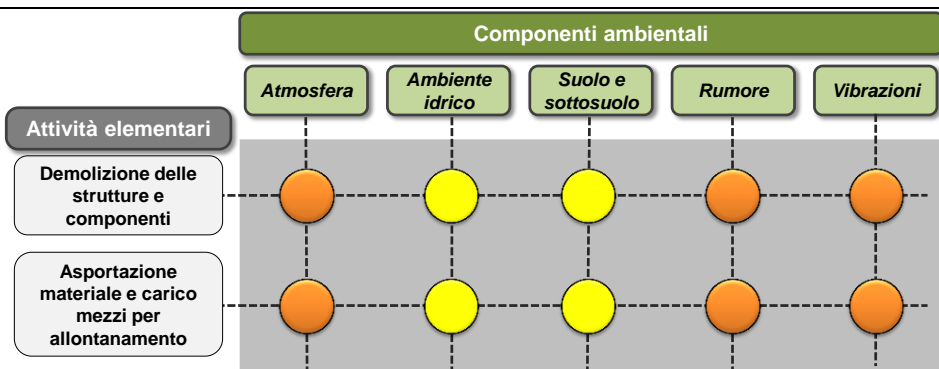 Componenti ambientali
Atmosfera
Ambiente
idrico
Suolo e
sottosuolo
Rumore
Vibrazioni
Attività elementari
Demolizione delle
strutture e
componenti
Asportazione
materiale e carico
mezzi per
allontanamento